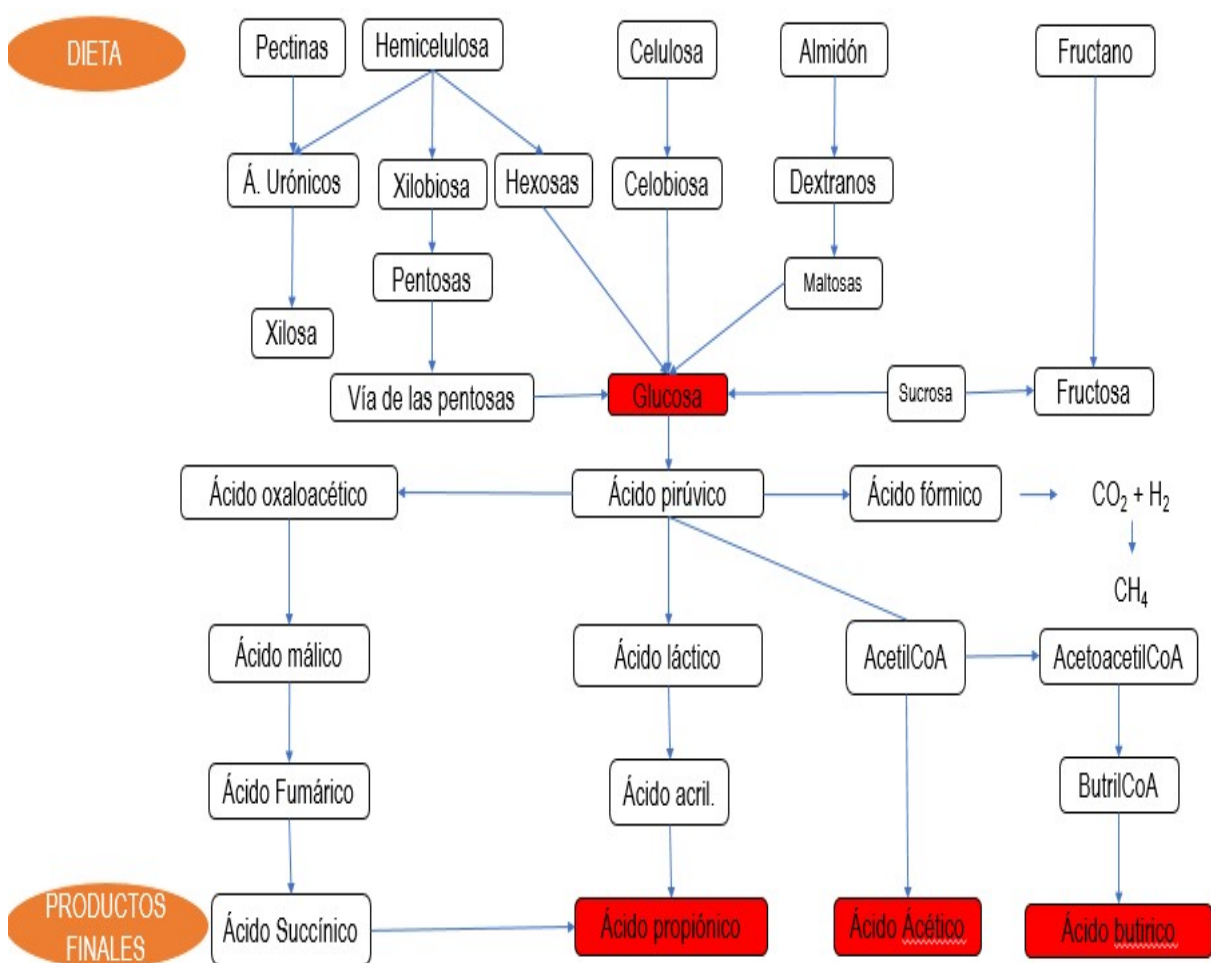 DIETA
Pectinas
Hemicelulosa
Celulosa
Almidón
Fructano
Á. Urónicos
Xilobiosa
Hexosas
Celobiosa
Dextranos
Pentosas
Maltosas
Xilosa
Vía de las pentosas
Glucosa
Sucrosa
Fructosa
Ácido oxaloacético
Ácido pirúvico
Ácido fórmico
CO₂ + H₂
CH₄
Ácido málico
Ácido láctico
AcetilCoA
AcetoacetilCoA
Ácido Fumárico
Ácido acril.
ButrilCoA
PRODUCTOS
FINALES
Ácido Succínico
Ácido propiónico
Ácido Ácético
Ácido butirico